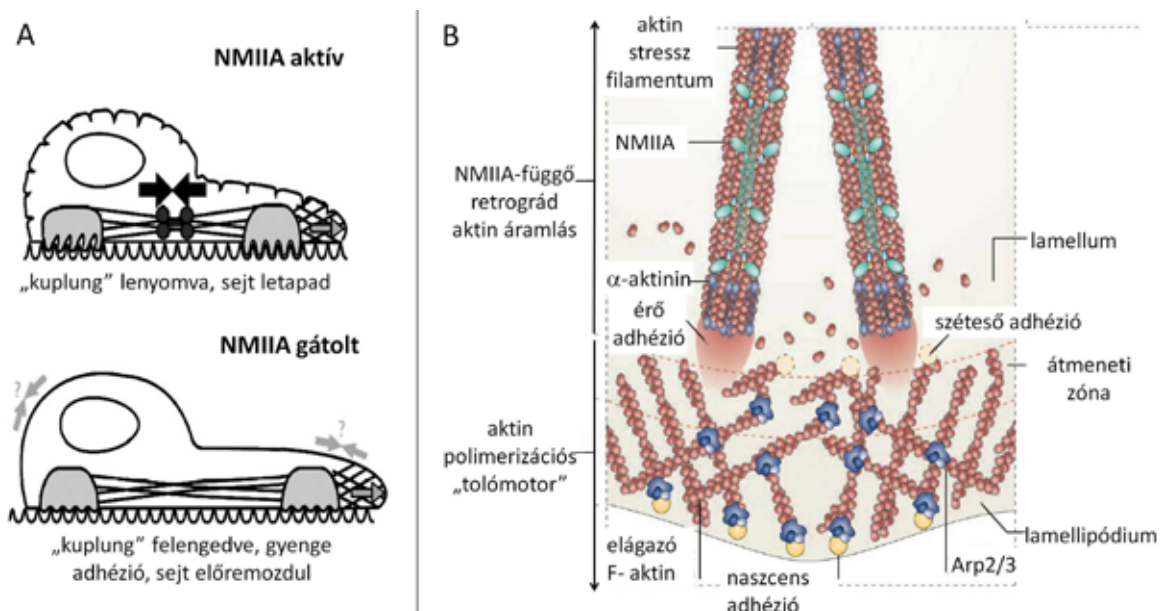 A
NMIIA aktív
„kuplung” lenyomva, sejt letapad
NMIIA gátolt
?
?
„kuplung” felengedve, gyenge
adhézió, sejt előremozdul
B
aktin
stressz
filamentum
NMIIA
NMIIA-függő
retrográd
aktin áramlás
lamellum
α-aktinin
érő
adhézió
széteső adhézió
átmeneti
zóna
aktin
polimerizációs
„tolómotor”
lamellipódium
elágazó
F- aktin
naszcens
adhézió
Arp2/3